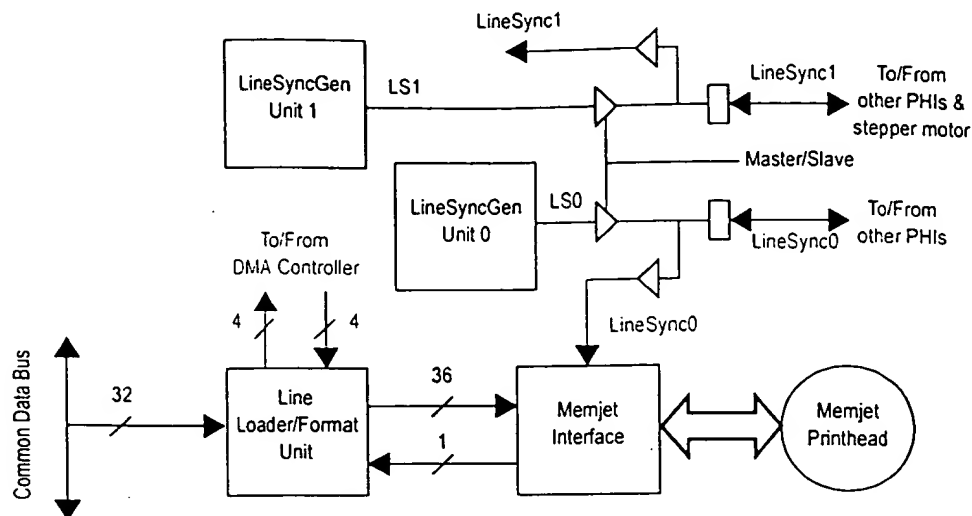 LineSync1
LineSyncGen
Unit 1
LS1
LineSync1
To/From
other PHIs &
stepper motor
Master/Slave
LineSyncGen
Unit 0
LS0
LineSync0
To/From
other PHIs
To/From
DMA Controller
4
4
LineSync0
Common Data Bus
32
Line
Loader/Format
Unit
36
1
Memjet
Interface
Memjet
Printhead